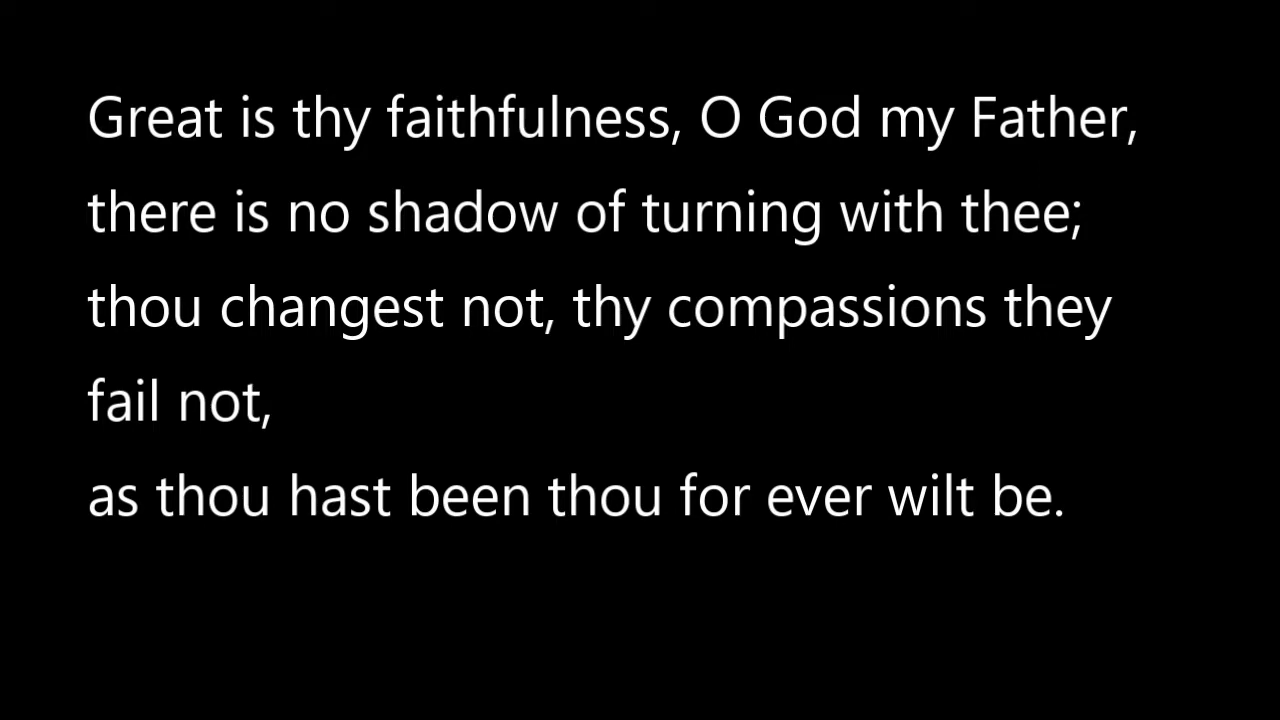 Great is thy faithfulness, O God my Father,
there is no shadow of turning with thee;
thou changest not, thy compassions they
fail not,
as thou hast been thou for ever wilt be.